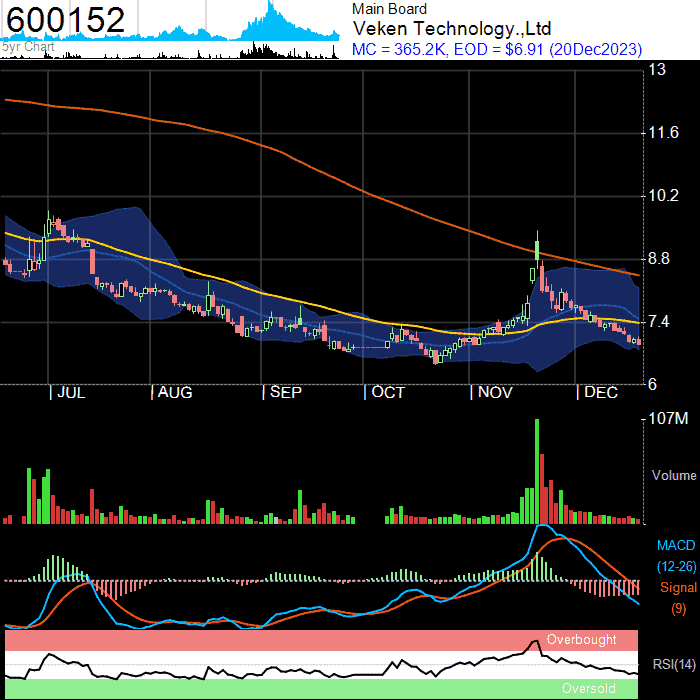 600152
5yr Chart
Main Board
Veken Technology.,Ltd
MC = 365.2K, EOD = $6.91 (20Dec2023)
13
11.6
10.2
8.8
7.4
6
JUL AUG SEP OCT NOV DEC
107M
Volume
MACD
(12-26)
Signal
(9)
Overbought
RSI(14)
Oversold